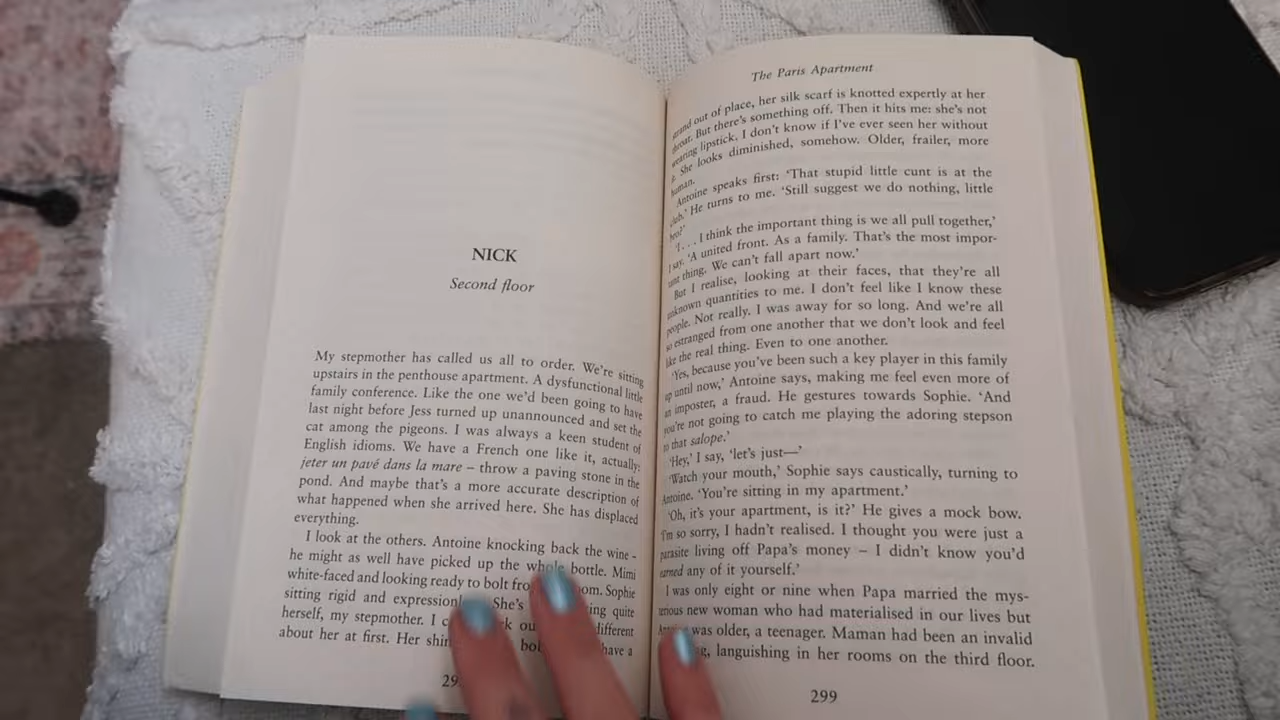 NICK
Second floor
My stepmother has called us all to order. We're sitting
upstairs in the penthouse apartment. A dysfunctional little
family conference. Like the one we'd been going to have
last night before Jess turned up unannounced and set the
cat among the pigeons. I was always a keen student of
English idioms. We have a French one like it, actually:
jeter un pavé dans la mare – throw a paving stone in the
pond. And maybe that's a more accurate description of
what happened when she arrived here. She has displaced
everything.
I look at the others. Antoine knocking back the wine –
he might as well have picked up the whole bottle. Mimi
white-faced and looking ready to bolt from room. Sophie
sitting rigid and She's quite
herself, my stepmother. I different
about her at first. Her have a
The Paris Apartment
strand out of place, her silk scarf is knotted expertly at her
throat. But there's something off. Then it hits me: she's not
wearing lipstick. I don't know if I've ever seen her without
it. She looks diminished, somehow. Older, frailer, more
human.
Antoine speaks first: 'That stupid little cunt is at the
club.' He turns to me. 'Still suggest we do nothing, little
bro?'
'I . . . I think the important thing is we all pull together,'
I say. 'A united front. As a family. That's the most impor-
tant thing. We can't fall apart now.'
But I realise, looking at their faces, that they're all
unknown quantities to me. I don't feel like I know these
people. Not really. I was away for so long. And we're all
so estranged from one another that we don't look and feel
like the real thing. Even to one another.
'Yes, because you've been such a key player in this family
up until now,' Antoine says, making me feel even more of
an imposter, a fraud. He gestures towards Sophie. 'And
you're not going to catch me playing the adoring stepson
to that salope.'
'Hey,' I say, 'let's just—'
'Watch your mouth,' Sophie says caustically, turning to
Antoine. 'You're sitting in my apartment.'
'Oh, it's your apartment, is it?' He gives a mock bow.
'I'm so sorry, I hadn't realised. I thought you were just a
parasite living off Papa's money – I didn't know you'd
earned any of it yourself.'
I was only eight or nine when Papa married the mys-
terious new woman who had materialised in our lives but
Antoine was older, a teenager. Maman had been an invalid
languishing in her rooms on the third floor.
299